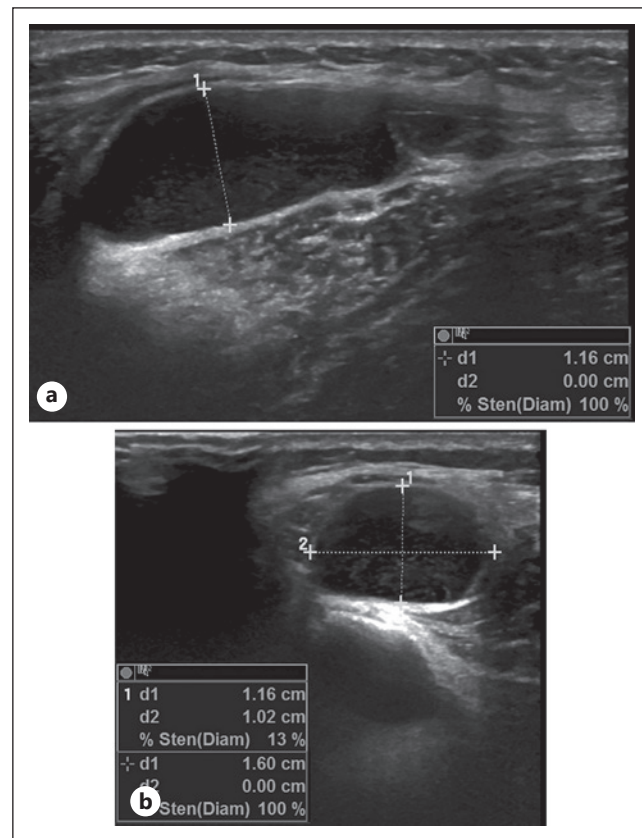 1
d1 1.16 cm
d2 0.00 cm
% Sten(Diam) 100 %
a
1
2
1 d1 1.16 cm
d2 1.02 cm
% Sten(Diam) 13 %
d1 1.60 cm
d2 0.00 cm
Sten(Diam) 100 %
b